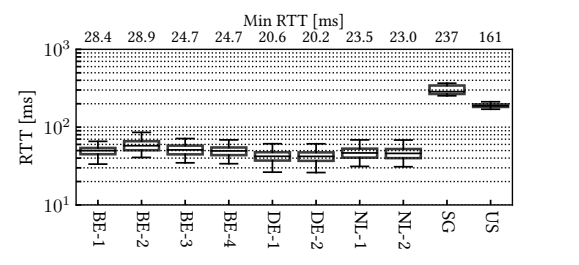 Min RTT [ms]
28.4 28.9 24.7 24.7 20.6 20.2 23.5 23.0 237 161
10³
10²
10¹
RTT [ms]
BE-1 BE-2 BE-3 BE-4 DE-1 DE-2 NL-1 NL-2 SG US